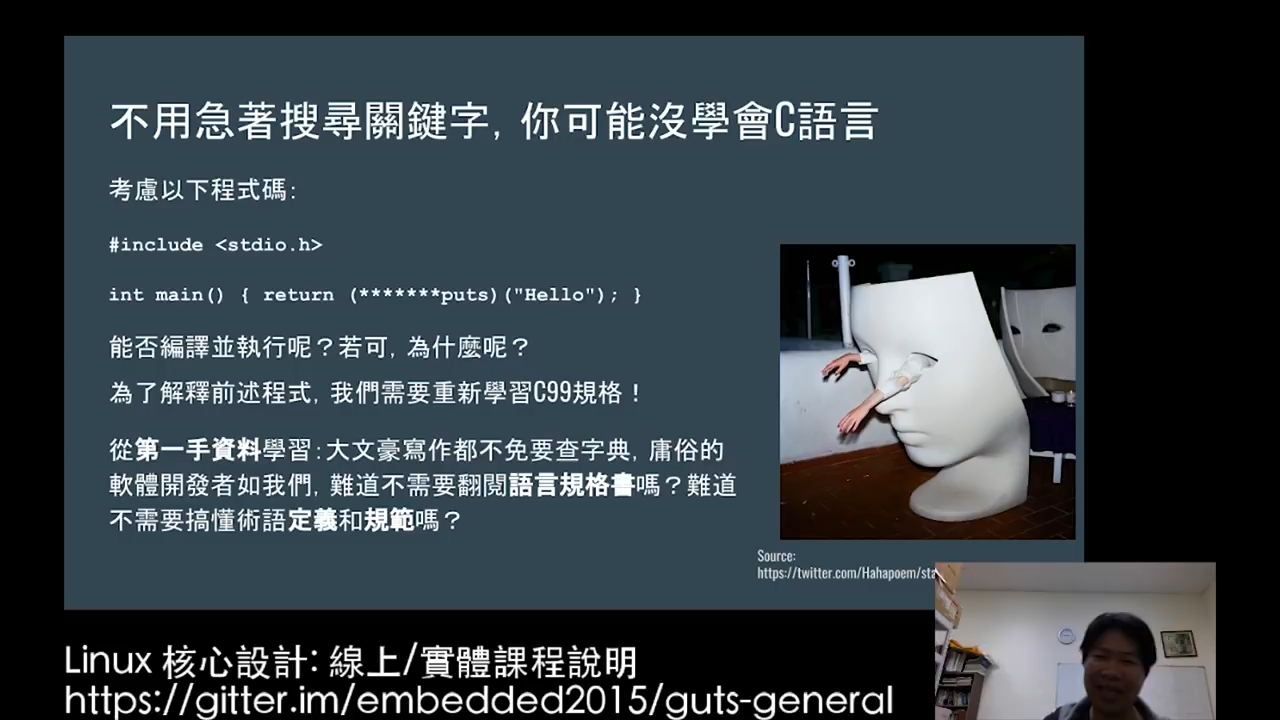 不用急著搜尋關鍵字, 你可能沒學會C語言
考慮以下程式碼:
#include <stdio.h>
int main() { return (*******puts)("Hello"); }
能否編譯並執行呢？若可, 為什麼呢？
為了解釋前述程式, 我們需要重新學習C99規格！
從第一手資料學習: 大文豪寫作都不免要查字典, 庸俗的
軟體開發者如我們, 難道不需要翻閱語言規格書嗎？難道
不需要搞懂術語定義和規範嗎？
Source:
https://twitter.com/Hahapoem/sta
Linux 核心設計: 線上/實體課程說明
https://gitter.im/embedded2015/guts-general